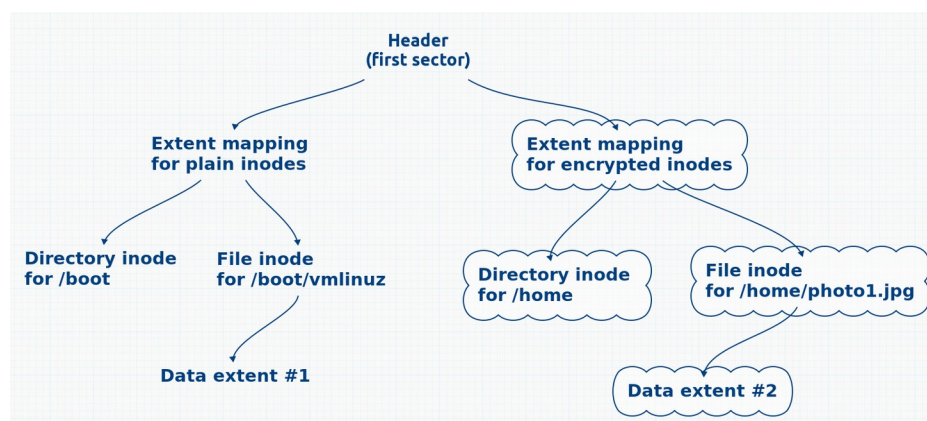 Header
(first sector)
Extent mapping
for plain inodes
Extent mapping
for encrypted inodes
Directory inode
for /boot
File inode
for /boot/vmlinuz
Directory inode
for /home
File inode
for /home/photo1.jpg
Data extent #1
Data extent #2